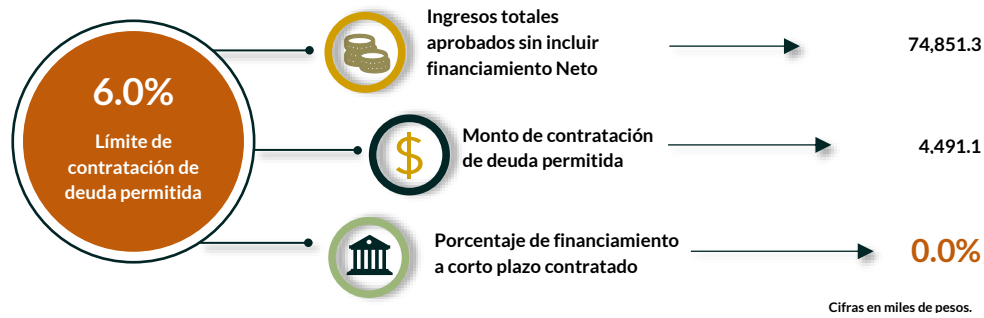 6.0%
Límite de
contratación de
deuda permitida
Ingresos totales
aprobados sin incluir
financiamiento Neto
74,851.3
$
Monto de contratación
de deuda permitida
4,491.1
Porcentaje de financiamiento
a corto plazo contratado
0.0%
Cifras en miles de pesos.